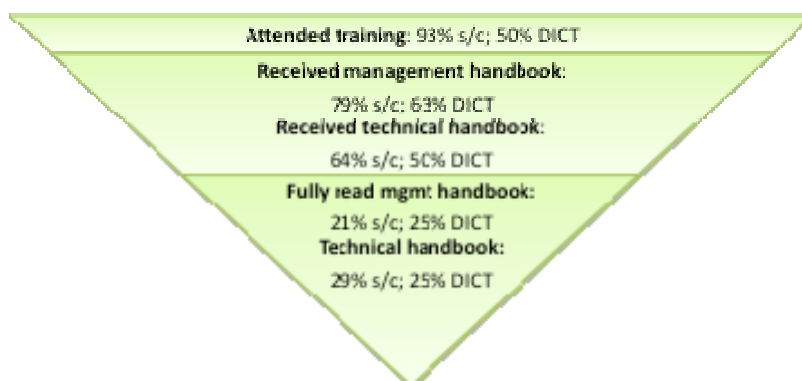 Attended training: 93% s/c; 50% DICT
Received management handbook:
79% s/c; 63% DICT
Received technical handbook:
64% s/c; 50% DICT
Fully read mgmt handbook:
21% s/c; 25% DICT
Technical handbook:
29% s/c; 25% DICT